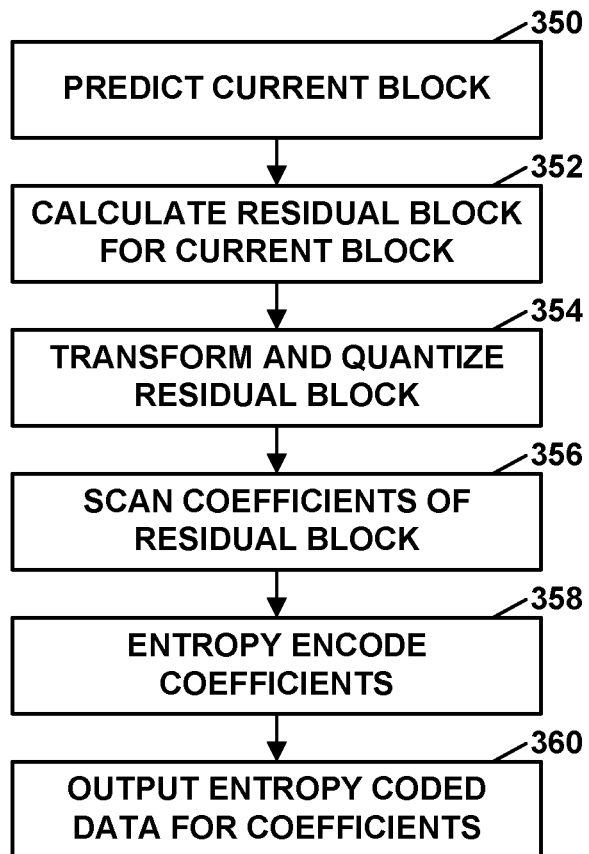 350
PREDICT CURRENT BLOCK
352
CALCULATE RESIDUAL BLOCK
FOR CURRENT BLOCK
354
TRANSFORM AND QUANTIZE
RESIDUAL BLOCK
356
SCAN COEFFICIENTS OF
RESIDUAL BLOCK
358
ENTROPY ENCODE
COEFFICIENTS
360
OUTPUT ENTROPY CODED
DATA FOR COEFFICIENTS